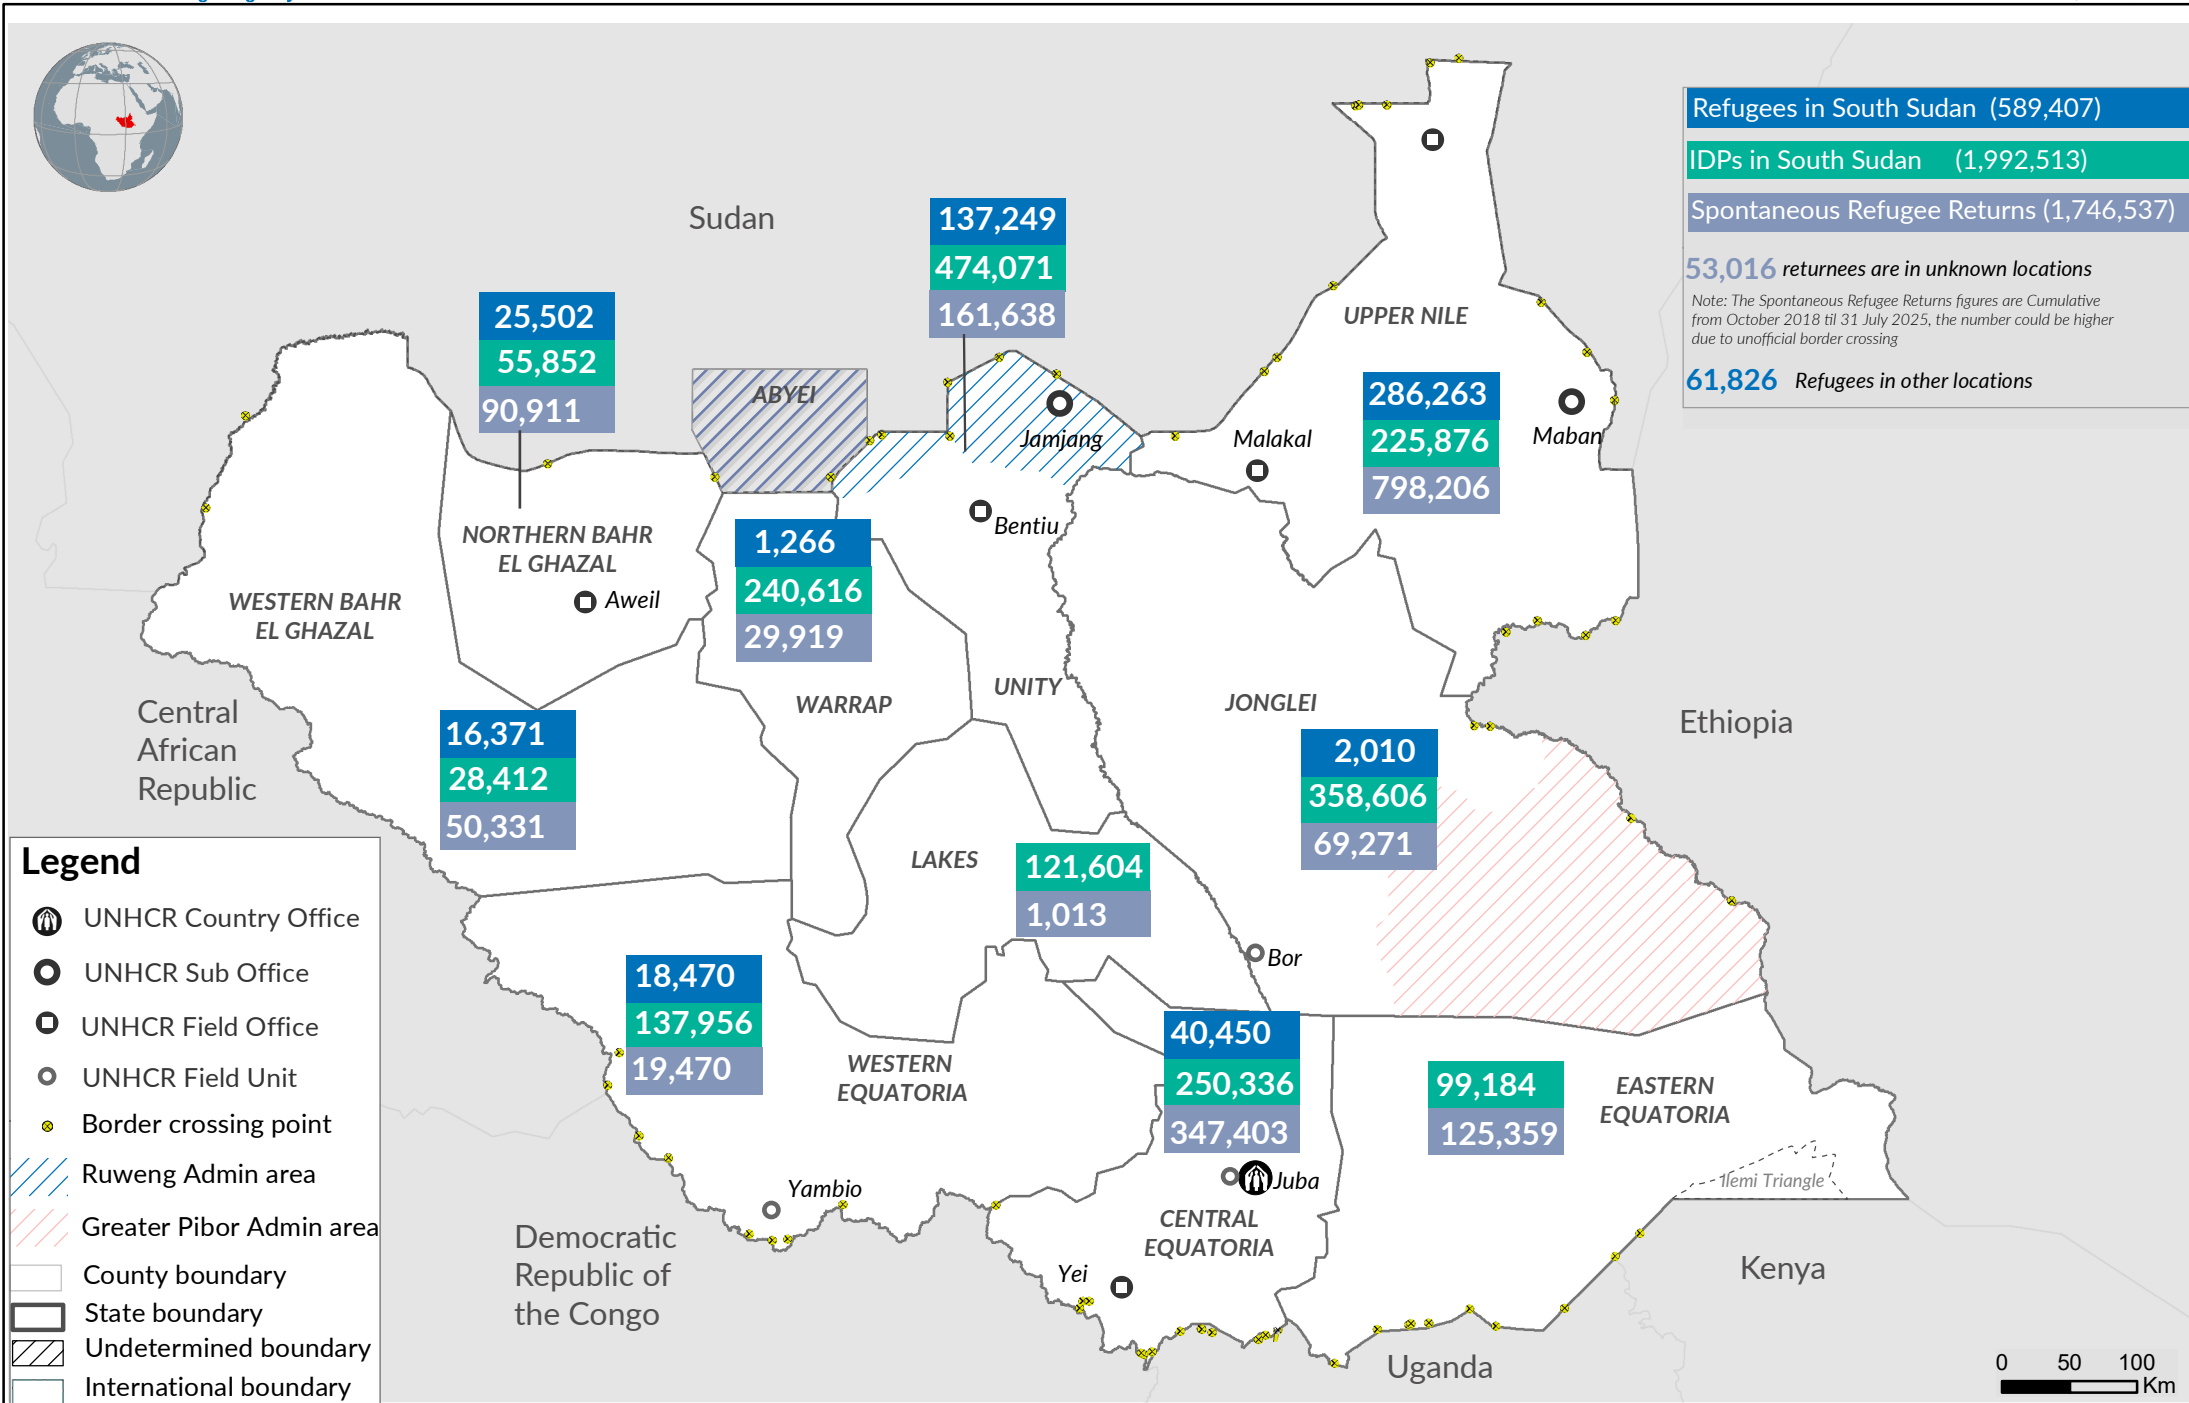 Refugees in South Sudan (589,407)
IDPs in South Sudan (1,992,513)
Spontaneous Refugee Returns (1,746,537)
53,016 returnees are in unknown locations
Note: The Spontaneous Refugee Returns figures are Cumulative
from October 2018 til 31 July 2025, the number could be higher
due to unofficial border crossing
61,826 Refugees in other locations
Sudan
137,249
474,071
161,638
25,502
55,852
90,911
ABYEI
Jamjang
UPPER NILE
Malakal
286,263
225,876
798,206
Maban
Bentiu
NORTHERN BAHR
EL GHAZAL
Aweil
WESTERN BAHR
EL GHAZAL
1,266
240,616
29,919
WARRAP
UNITY
JONGLEI
Ethiopia
Central
African
Republic
16,371
28,412
50,331
2,010
358,606
69,271
LAKES
121,604
1,013
Bor
18,470
137,956
19,470
WESTERN
EQUATORIA
40,450
250,336
347,403
99,184
125,359
EASTERN
EQUATORIA
Ilemi Triangle
Juba
Yambio
CENTRAL
EQUATORIA
Yei
Democratic
Republic of
the Congo
Kenya
Uganda
Legend
UNHCR Country Office
UNHCR Sub Office
UNHCR Field Office
UNHCR Field Unit
Border crossing point
Ruweng Admin area
Greater Pibor Admin area
County boundary
State boundary
Undetermined boundary
International boundary
0 50 100
Km